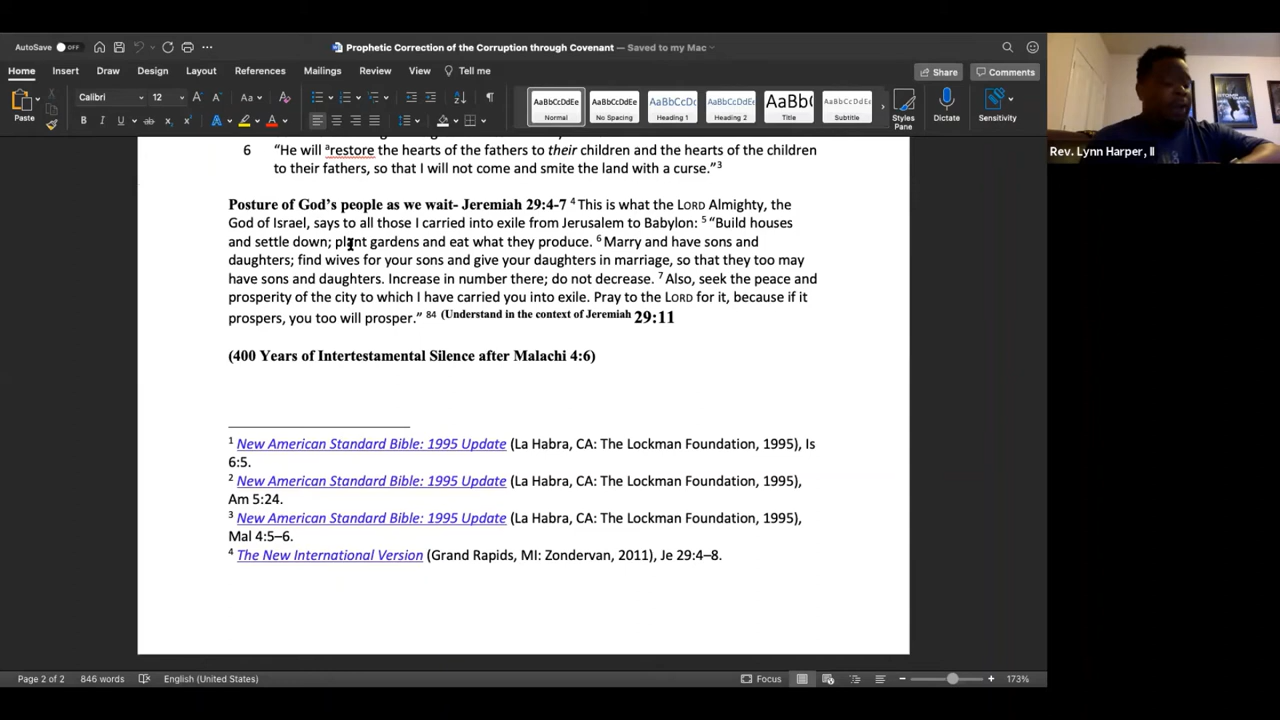 AutoSave OFF Prophetic Correction of the Corruption through Covenant — Saved to my Mac
Home Insert Draw Design Layout References Mailings Review View Tell me Share Comments
Paste Calibri 12 AaBbCcDdEe Normal AaBbCcDdEe No Spacing AaBbCcDc Heading 1 AaBbCcDdEe Heading 2 AaBbC Title AaBbCcDdEe Subtitle Styles Pane Dictate Sensitivity
Rev. Lynn Harper, II
6 “He will ᵃrestore the hearts of the fathers to their children and the hearts of the children
to their fathers, so that I will not come and smite the land with a curse.”³
Posture of God’s people as we wait- Jeremiah 29:4-7 ⁴ This is what the LORD Almighty, the
God of Israel, says to all those I carried into exile from Jerusalem to Babylon: ⁵ “Build houses
and settle down; plant gardens and eat what they produce. ⁶ Marry and have sons and
daughters; find wives for your sons and give your daughters in marriage, so that they too may
have sons and daughters. Increase in number there; do not decrease. ⁷ Also, seek the peace and
prosperity of the city to which I have carried you into exile. Pray to the LORD for it, because if it
prospers, you too will prosper.” ⁸⁴ (Understand in the context of Jeremiah 29:11
(400 Years of Intertestamental Silence after Malachi 4:6)
¹ New American Standard Bible: 1995 Update (La Habra, CA: The Lockman Foundation, 1995), Is
6:5.
² New American Standard Bible: 1995 Update (La Habra, CA: The Lockman Foundation, 1995),
Am 5:24.
³ New American Standard Bible: 1995 Update (La Habra, CA: The Lockman Foundation, 1995),
Mal 4:5–6.
⁴ The New International Version (Grand Rapids, MI: Zondervan, 2011), Je 29:4–8.
Page 2 of 2 846 words English (United States) Focus 173%